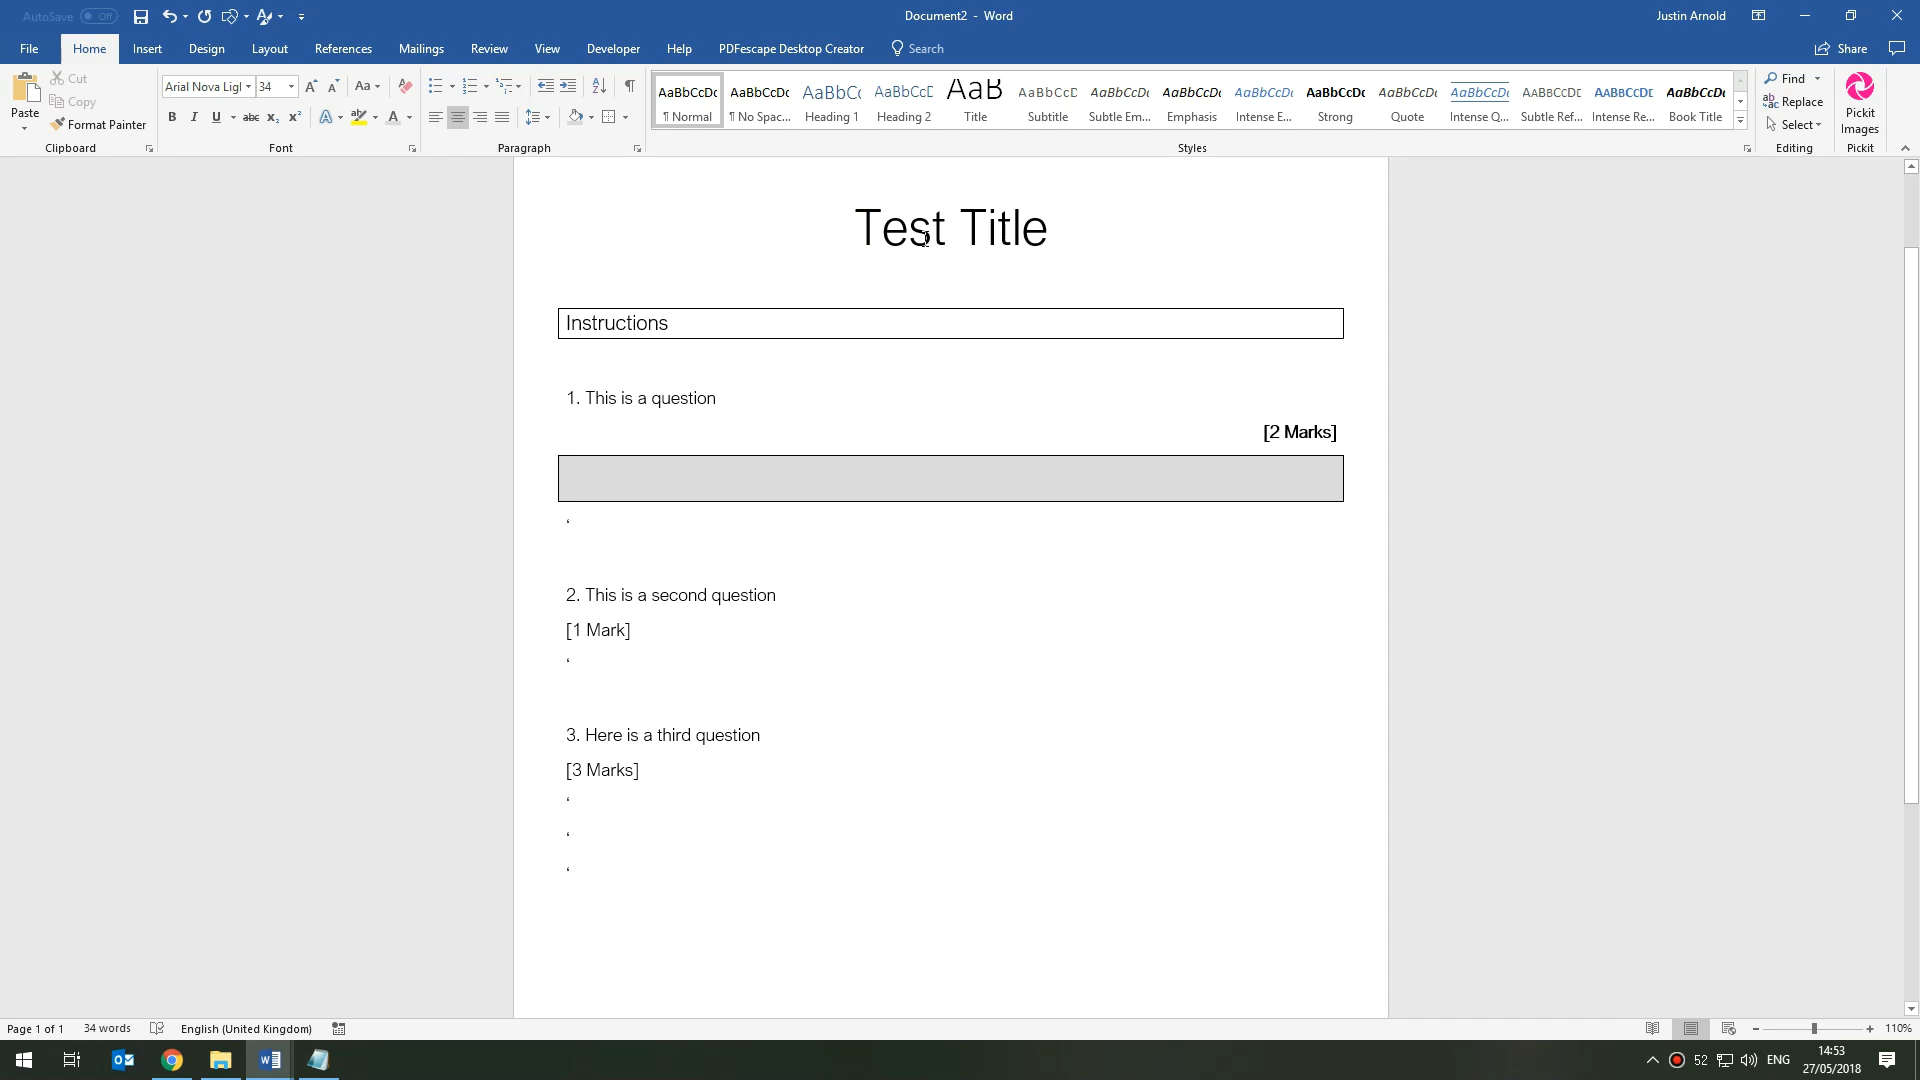 AutoSave Off
Document2 - Word
Justin Arnold
File Home Insert Design Layout References Mailings Review View Developer Help PDFescape Desktop Creator Search
Share
Paste
Cut
Copy
Format Painter
Clipboard
Arial Nova Ligl 34 Aa
B I U abc x₂ x² A A
Font
Paragraph
AaBbCcDc AaBbCcDc AaBbCc AaBbCcE AaB AaBbCcD AaBbCcDc AaBbCcDc AaBbCcDc AaBbCcDc AaBbCcDc AaBbCcDc AaBbCcDc AaBbCcDc AaBbCcDc
¶ Normal ¶ No Spac... Heading 1 Heading 2 Title Subtitle Subtle Em... Emphasis Intense E... Strong Quote Intense Q... Subtle Ref... Intense Re... Book Title
Styles
Find
Replace
Select
Editing
Pickit
Images
Pickit
Test Title
Instructions
1. This is a question
[2 Marks]
‘
2. This is a second question
[1 Mark]
‘
3. Here is a third question
[3 Marks]
‘
‘
‘
Page 1 of 1 34 words English (United Kingdom)
110%
52 ENG
14:53
27/05/2018